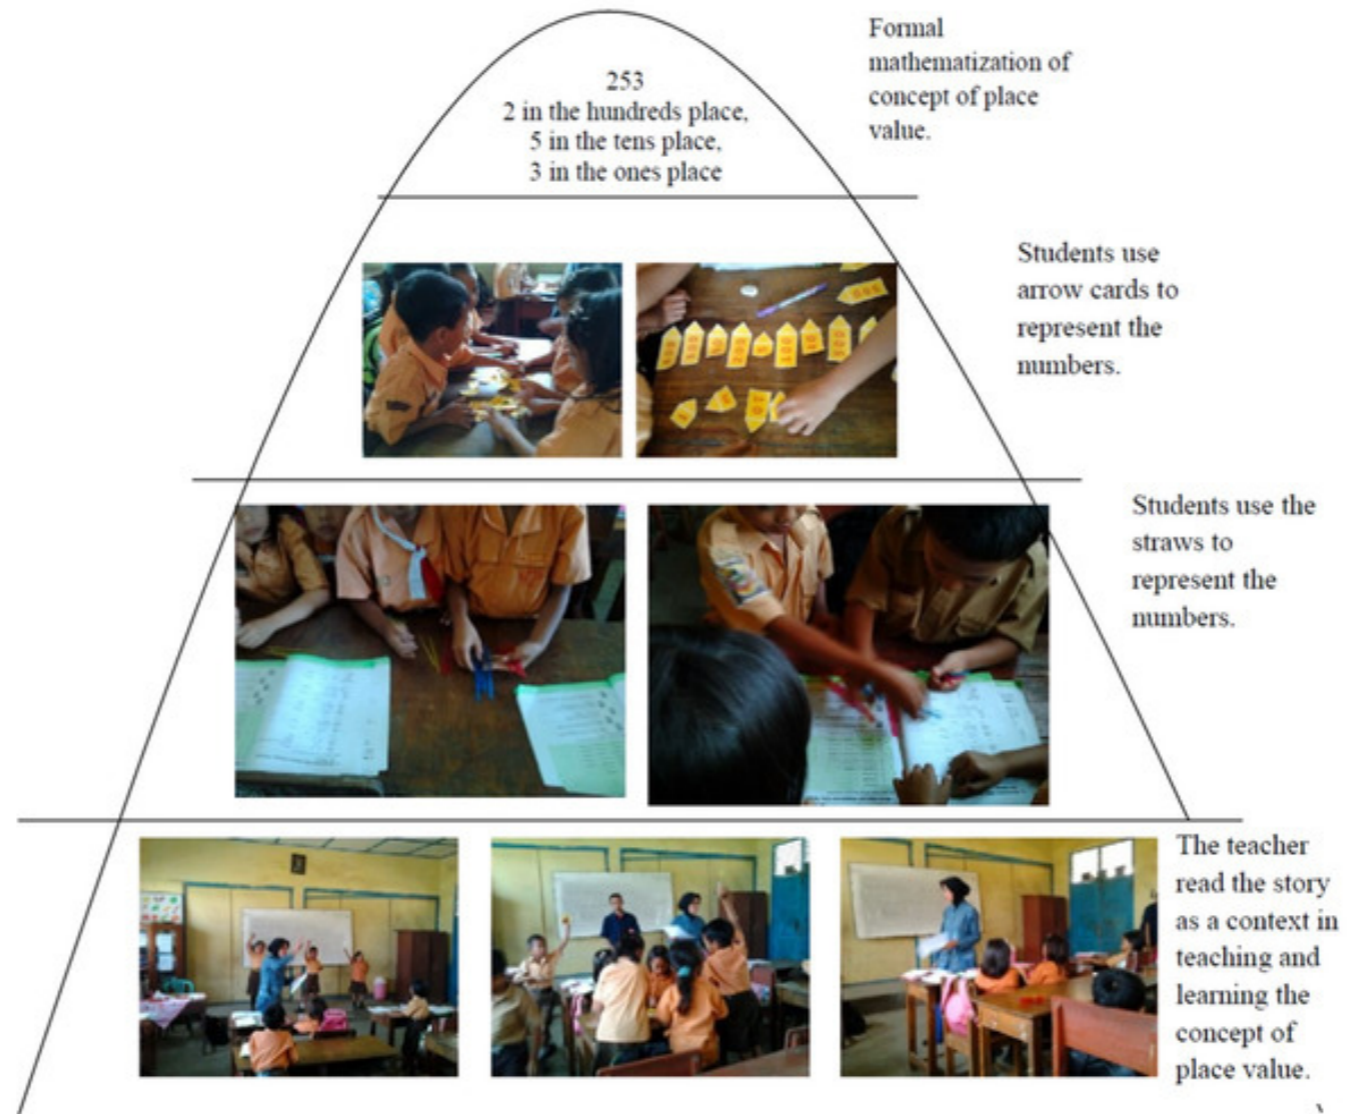 253
2 in the hundreds place,
5 in the tens place,
3 in the ones place
Formal
mathematization of
concept of place
value.
Students use
arrow cards to
represent the
numbers.
Students use the
straws to
represent the
numbers.
The teacher
read the story
as a context in
teaching and
learning the
concept of
place value.